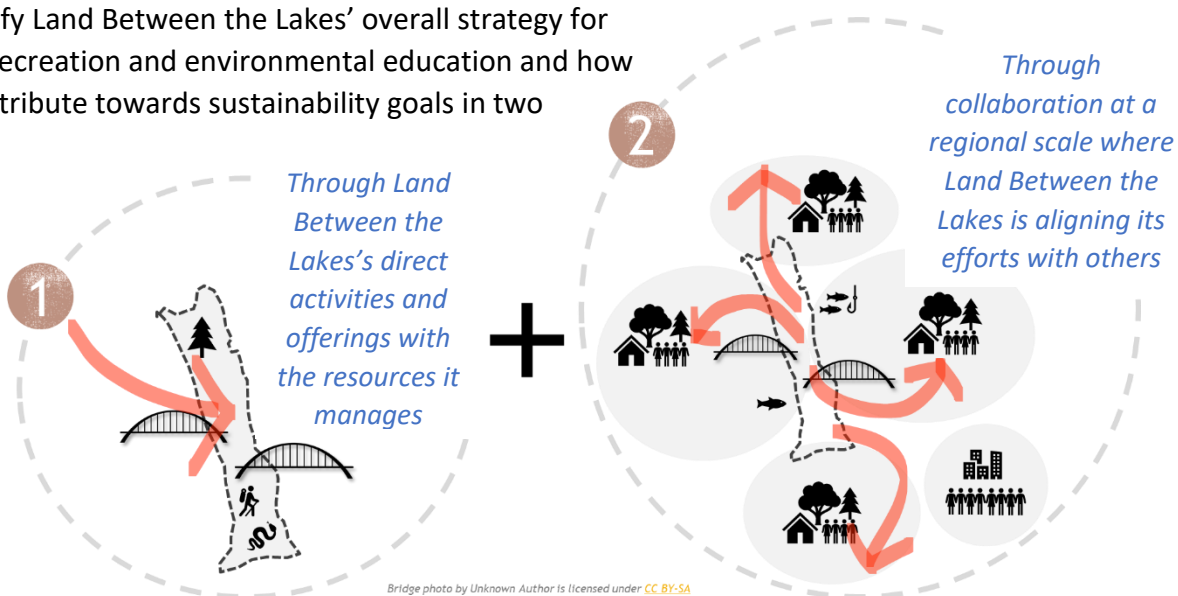 fy Land Between the Lakes’ overall strategy for
ecreation and environmental education and how
tribute towards sustainability goals in two
1
Through Land
Between the
Lakes’s direct
activities and
offerings with
the resources it
manages
+
2
Through
collaboration at a
regional scale where
Land Between the
Lakes is aligning its
efforts with others
Bridge photo by Unknown Author is licensed under CC BY-SA